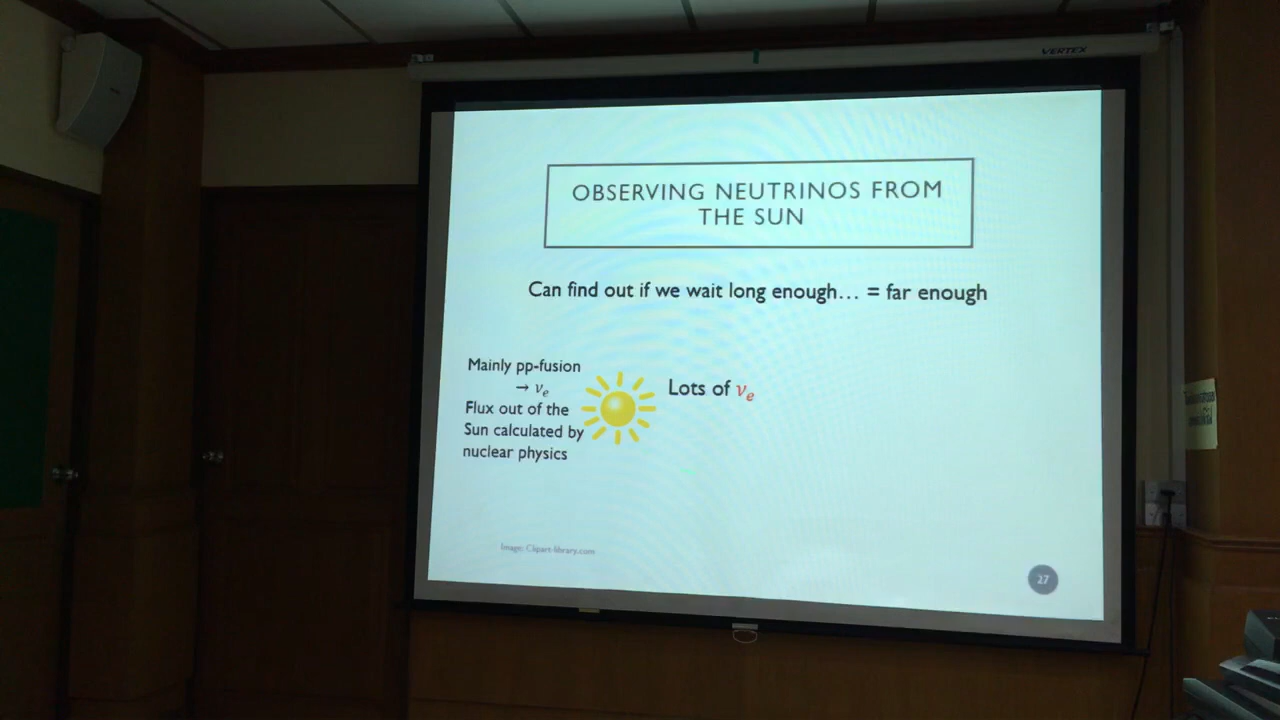 VERTEX
OBSERVING NEUTRINOS FROM
THE SUN
Can find out if we wait long enough... = far enough
Mainly pp-fusion
→ νe
Flux out of the
Sun calculated by
nuclear physics
Lots of νe
Image: Clipart-library.com
27